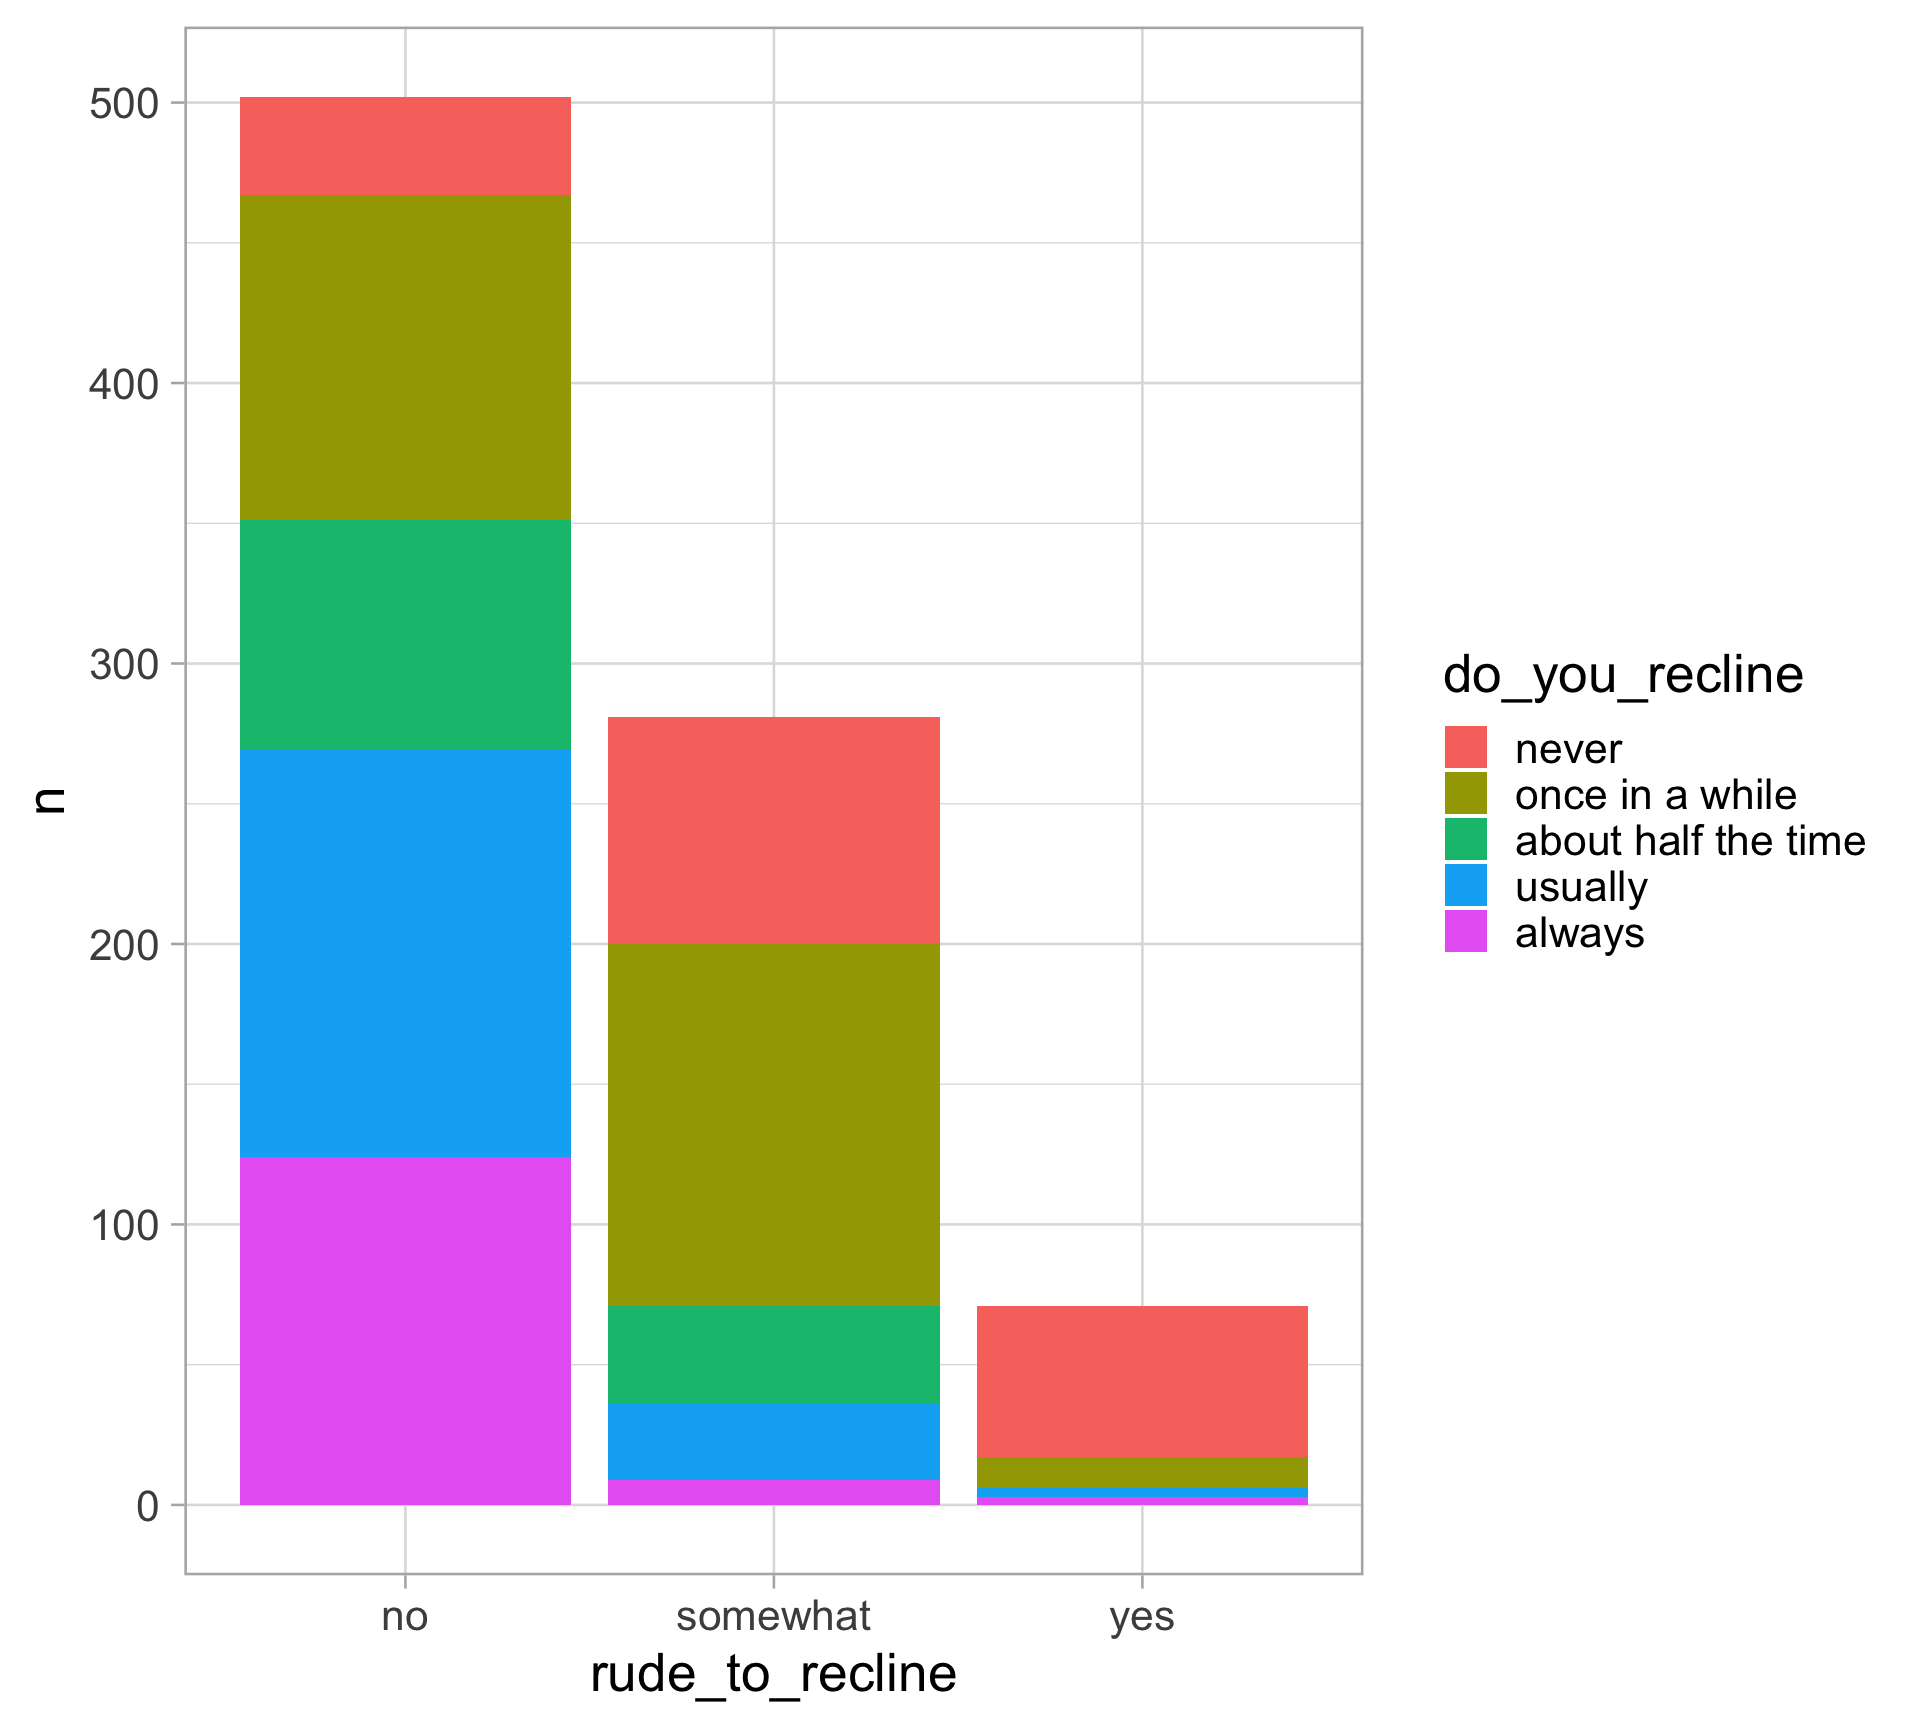 n
500
400
300
200
100
0
no somewhat yes
rude_to_recline
do_you_recline
never
once in a while
about half the time
usually
always